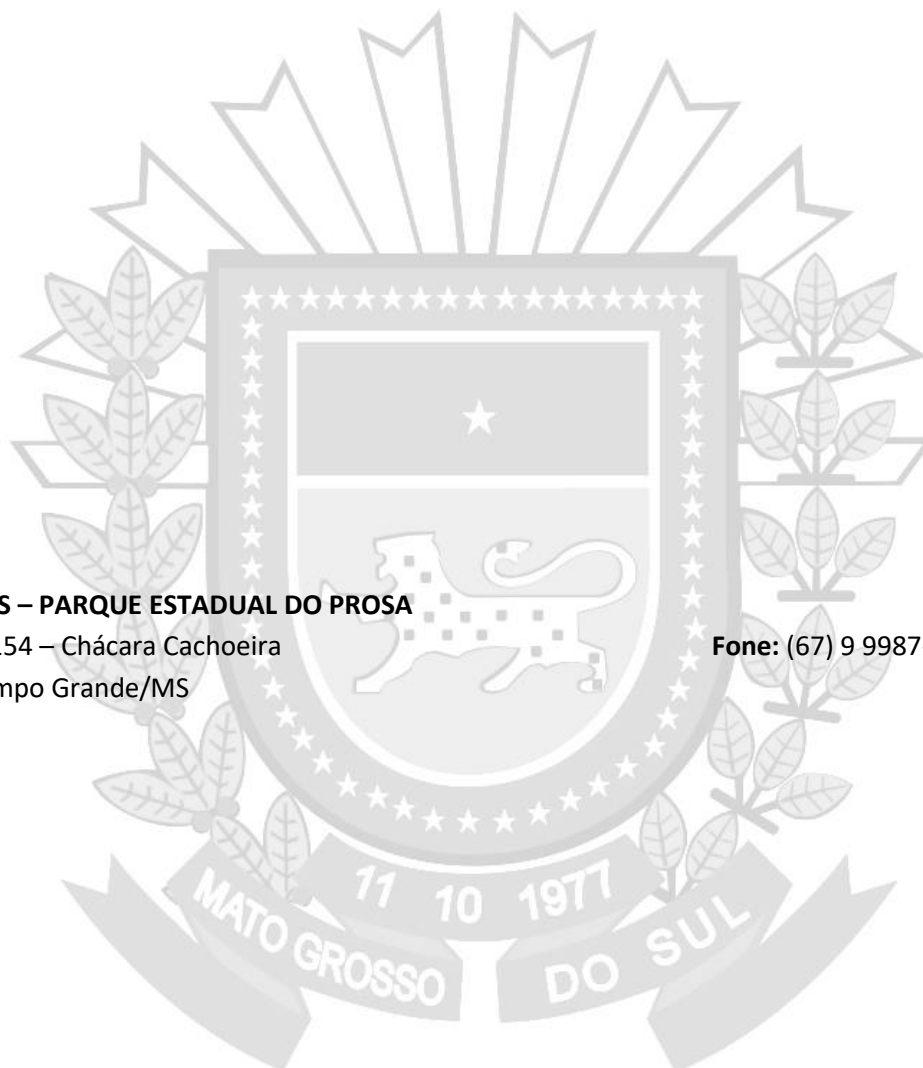 S – PARQUE ESTADUAL DO PROSA
154 – Chácara Cachoeira
Fone: (67) 9 9987
mpo Grande/MS
11 10 1977
MATO GROSSO
DO SUL